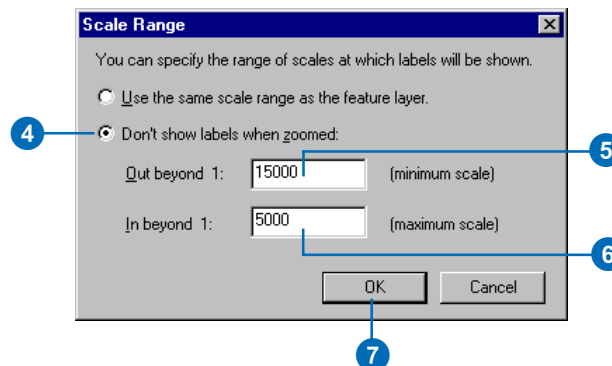 Scale Range
You can specify the range of scales at which labels will be shown.
Use the same scale range as the feature layer.
4 Don't show labels when zoomed:
Out beyond 1: 15000 (minimum scale) 5
In beyond 1: 5000 (maximum scale)
6
OK Cancel
7